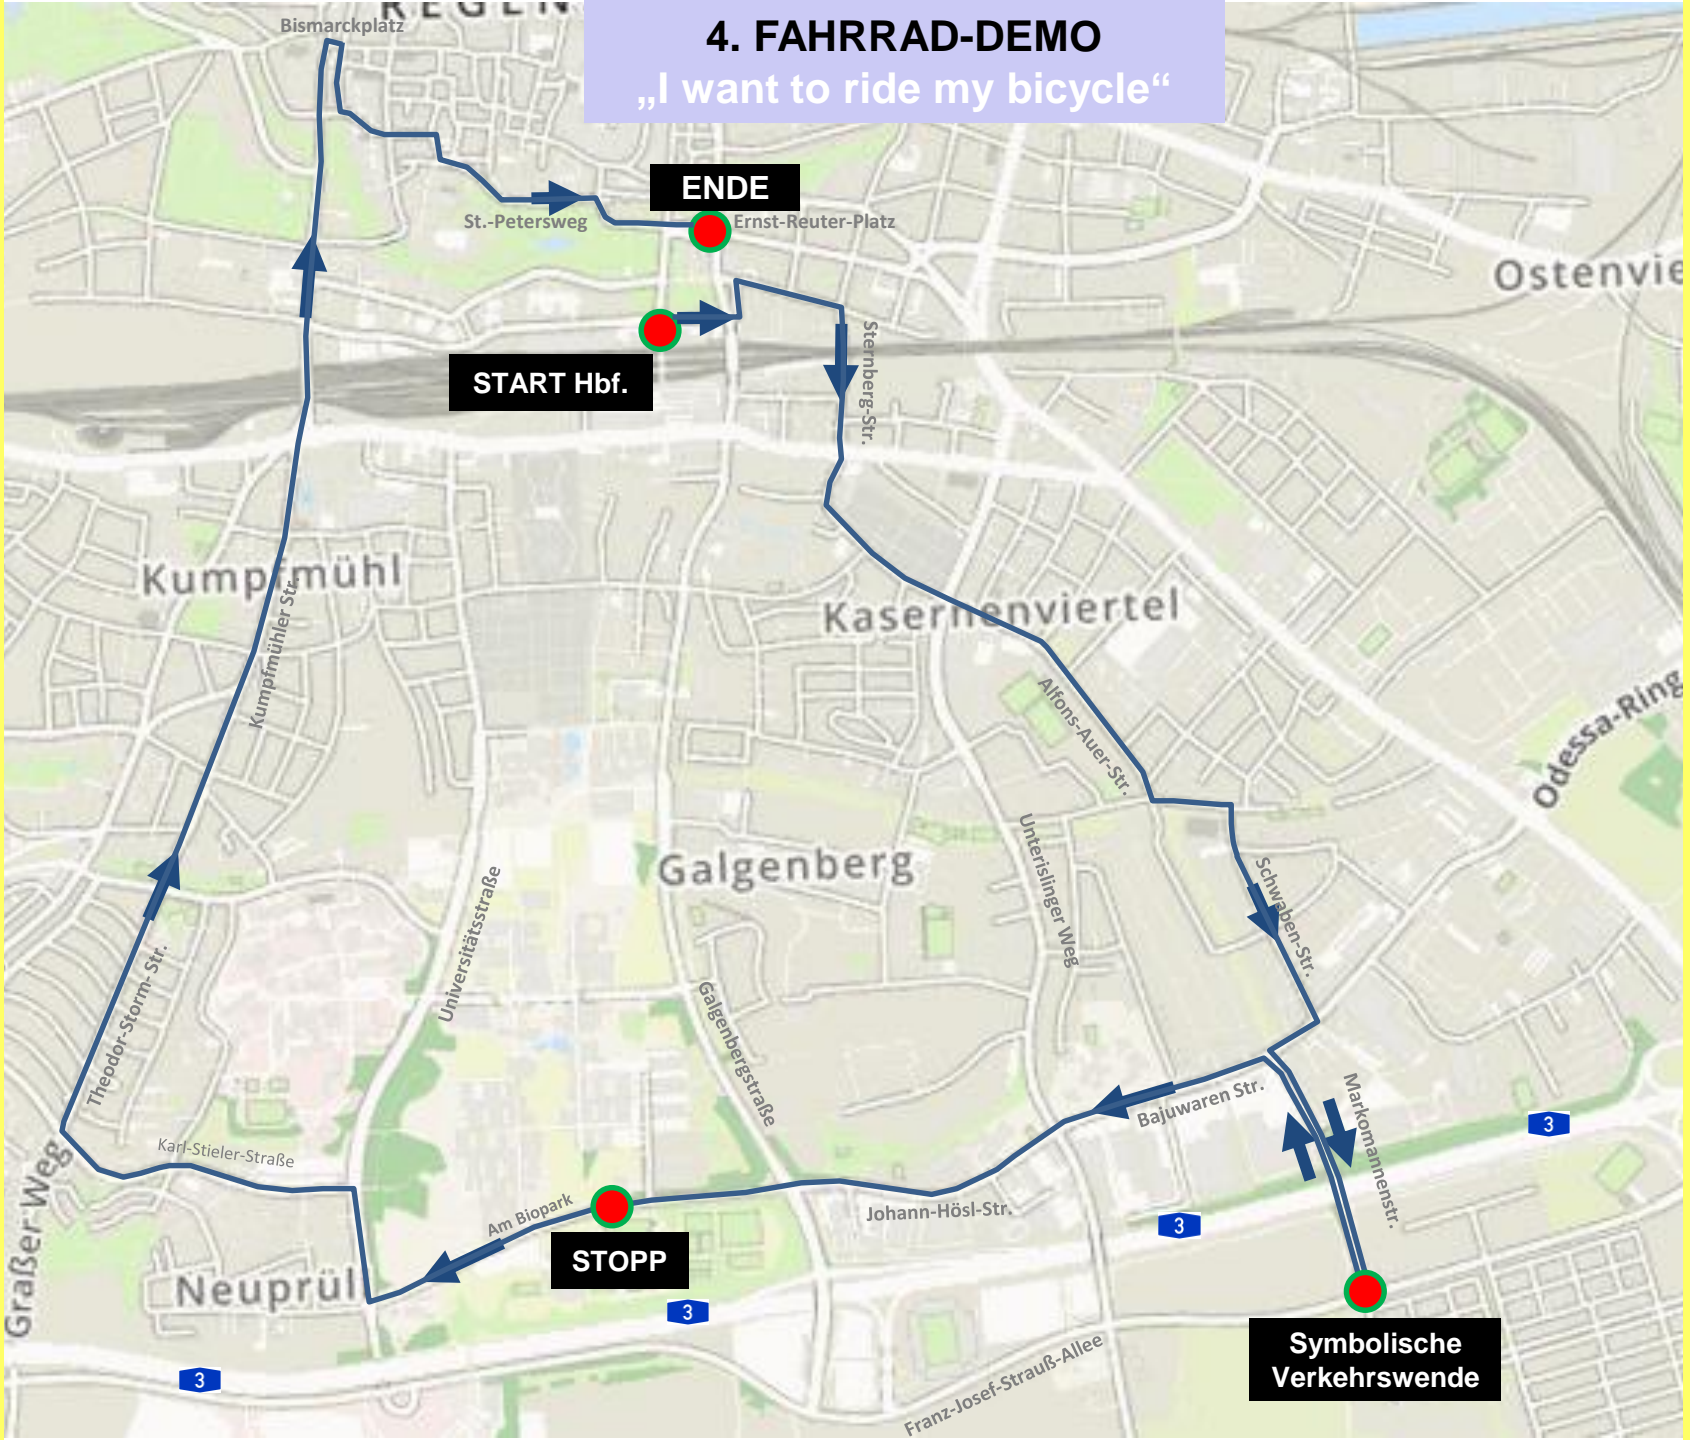 REGEN
Bismarckplatz
4. FAHRRAD-DEMO
„I want to ride my bicycle“
ENDE
St.-Petersweg
Ernst-Reuter-Platz
Ostenvie
START Hbf.
Sternberg-Str.
Kumpfmühl
Kumpfmühler Str.
Kasernenviertel
Alfons-Auer-Str.
Odessa-Ring
Galgenberg
Unterislinger Weg
Schwaben-Str.
Universitätsstraße
Theodor-Storm- Str.
Galgenbergstraße
Bajuwaren Str.
Markomannenstr.
3
Karl-Stieler-Straße
Graßer Weg
Am Biopark
Johann-Hösl-Str.
3
STOPP
Neuprül
3
Symbolische
Verkehrswende
3
Franz-Josef-Strauß-Allee